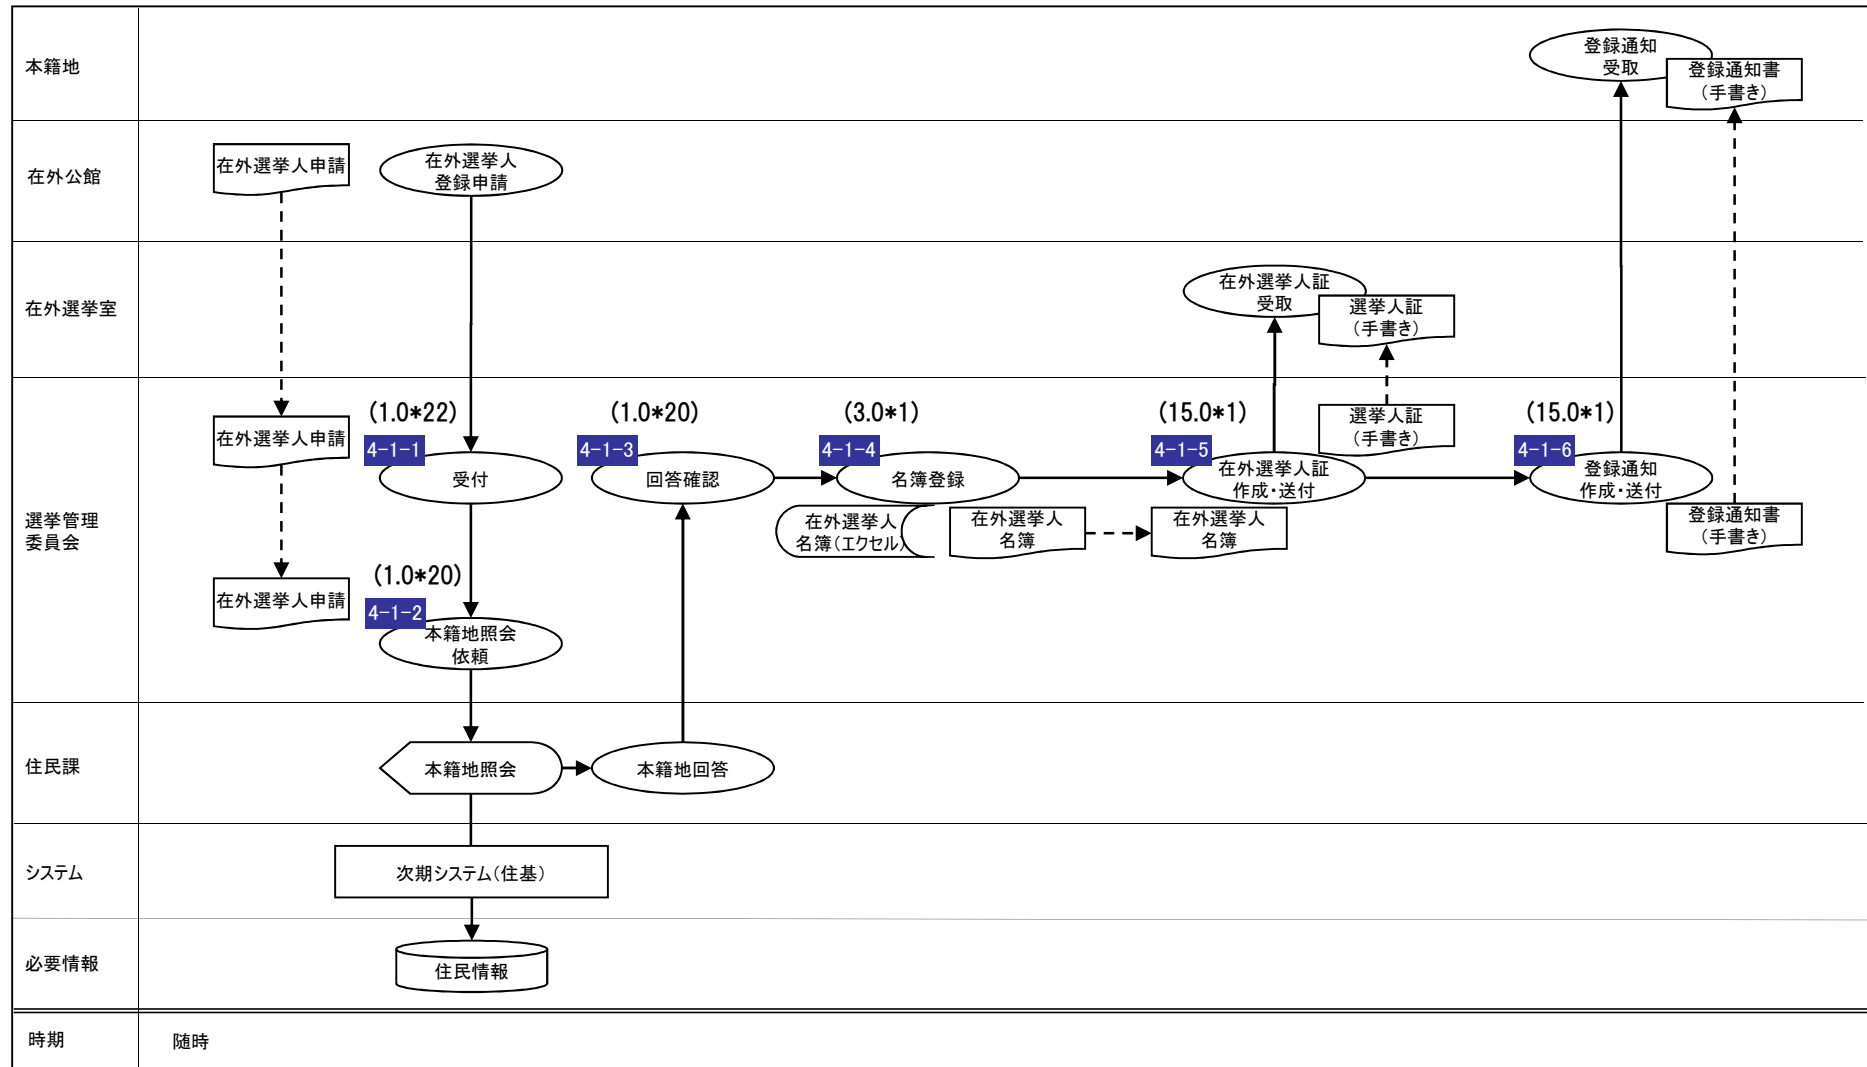 本籍地
登録通知
受取
登録通知書
（手書き）
在外公館
在外選挙人申請
在外選挙人
登録申請
在外選挙室
在外選挙人証
受取
選挙人証
（手書き）
選挙管理
委員会
在外選挙人申請
(1.0*22)
4-1-1
受付
(1.0*20)
4-1-3
回答確認
(3.0*1)
4-1-4
名簿登録
(15.0*1)
4-1-5
在外選挙人証
作成・送付
選挙人証
（手書き）
(15.0*1)
4-1-6
登録通知
作成・送付
在外選挙人
名簿（エクセル）
在外選挙人
名簿
在外選挙人
名簿
登録通知書
（手書き）
在外選挙人申請
(1.0*20)
4-1-2
本籍地照会
依頼
住民課
本籍地照会
本籍地回答
システム
次期システム（住基）
必要情報
住民情報
時期
随時